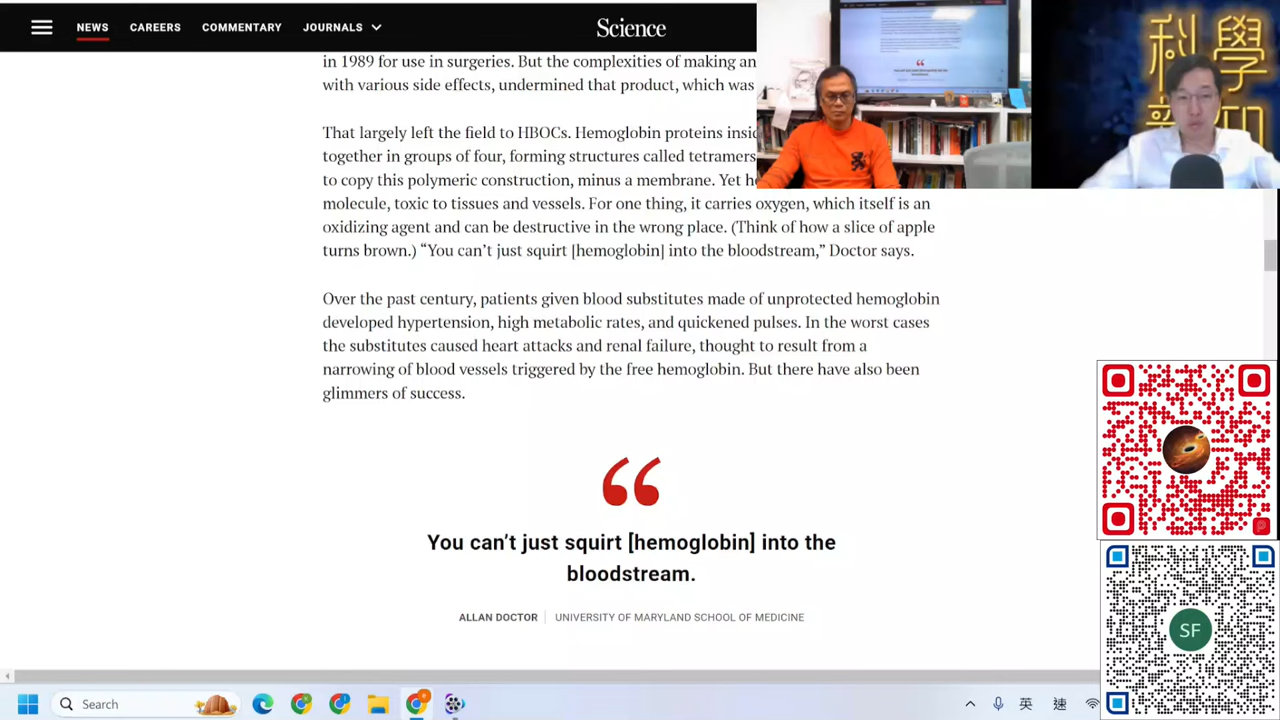 NEWS CAREERS COMMENTARY JOURNALS Science
in 1989 for use in surgeries. But the complexities of making an
with various side effects, undermined that product, which was
That largely left the field to HBOCs. Hemoglobin proteins insid
together in groups of four, forming structures called tetramers
to copy this polymeric construction, minus a membrane. Yet he
molecule, toxic to tissues and vessels. For one thing, it carries oxygen, which itself is an
oxidizing agent and can be destructive in the wrong place. (Think of how a slice of apple
turns brown.) “You can’t just squirt [hemoglobin] into the bloodstream,” Doctor says.
Over the past century, patients given blood substitutes made of unprotected hemoglobin
developed hypertension, high metabolic rates, and quickened pulses. In the worst cases
the substitutes caused heart attacks and renal failure, thought to result from a
narrowing of blood vessels triggered by the free hemoglobin. But there have also been
glimmers of success.
“
You can’t just squirt [hemoglobin] into the
bloodstream.
ALLAN DOCTOR UNIVERSITY OF MARYLAND SCHOOL OF MEDICINE
科學
新知
SF
Search
英 速